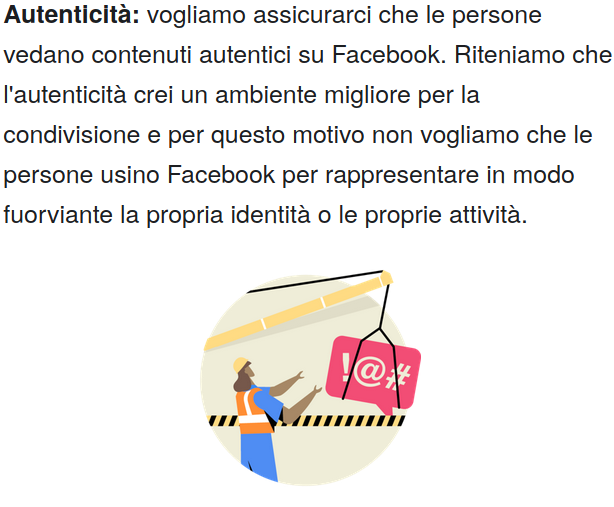 Autenticità: vogliamo assicurarci che le persone
vedano contenuti autentici su Facebook. Riteniamo che
l'autenticità crei un ambiente migliore per la
condivisione e per questo motivo non vogliamo che le
persone usino Facebook per rappresentare in modo
fuorviante la propria identità o le proprie attività.
!@#